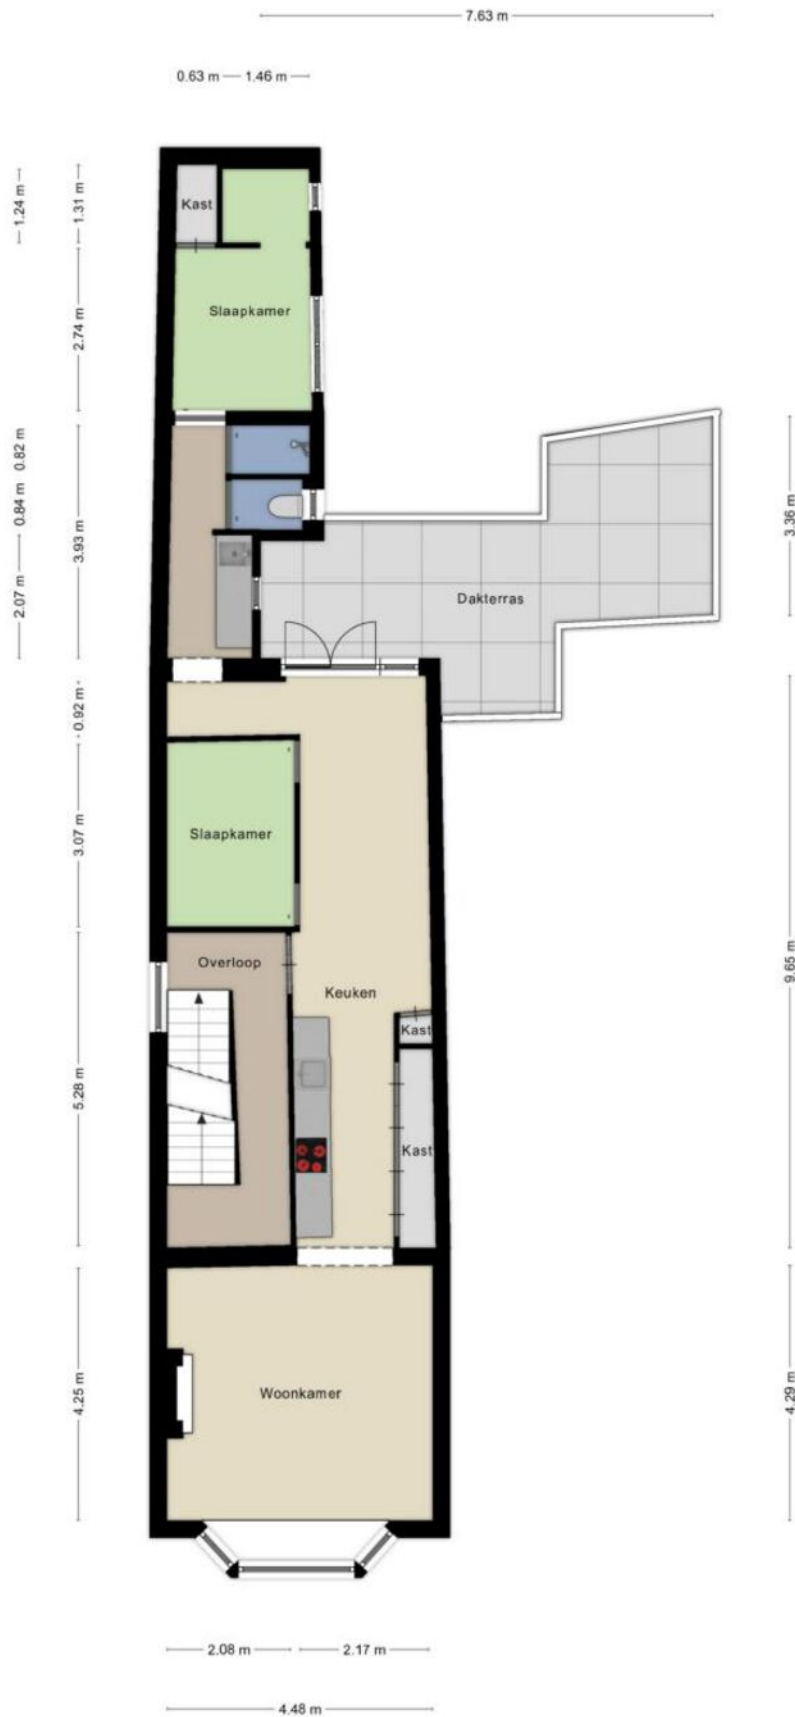 7.63 m
0.63 m
1.46 m
1.24 m
1.31 m
Kast
Slaapkamer
2.74 m
0.82 m
0.84 m
3.93 m
2.07 m
3.36 m
Dakterras
0.92 m
Slaapkamer
3.07 m
Overloop
Keuken
9.65 m
Kast
5.28 m
Kast
4.25 m
Woonkamer
4.29 m
2.08 m
2.17 m
4.48 m